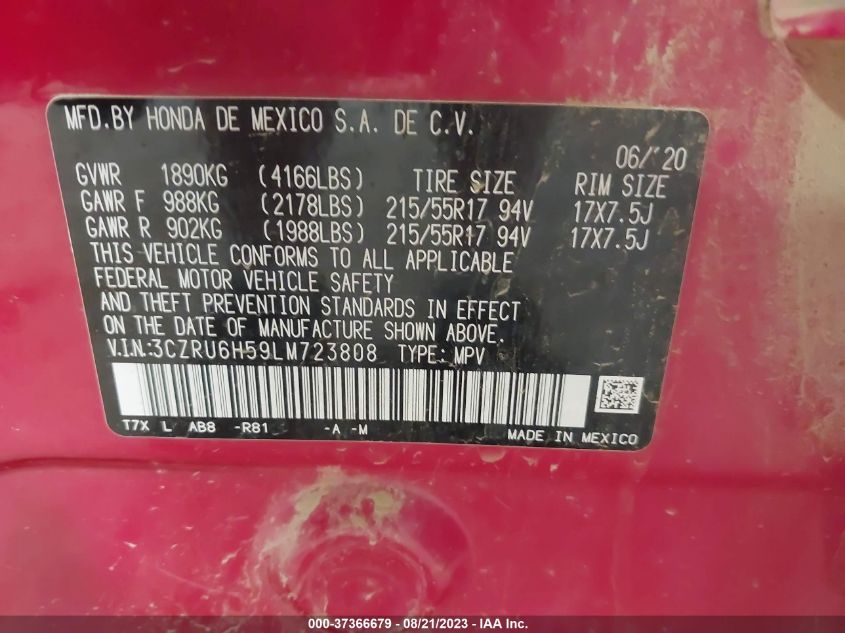 MFD.BY HONDA DE MEXICO S.A. DE C.V.
06/'20
GVWR 1890KG (4166LBS) TIRE SIZE RIM SIZE
GAWR F 988KG (2178LBS) 215/55R17 94V 17X7.5J
GAWR R 902KG (1988LBS) 215/55R17 94V 17X7.5J
THIS VEHICLE CONFORMS TO ALL APPLICABLE
FEDERAL MOTOR VEHICLE SAFETY
AND THEFT PREVENTION STANDARDS IN EFFECT
ON THE DATE OF MANUFACTURE SHOWN ABOVE.
V.I.N:3CZRU6H59LM723808 TYPE: MPV
T7X L AB8 -R81 -A -M
MADE IN MEXICO
000-37366679 - 08/21/2023 - IAA Inc.